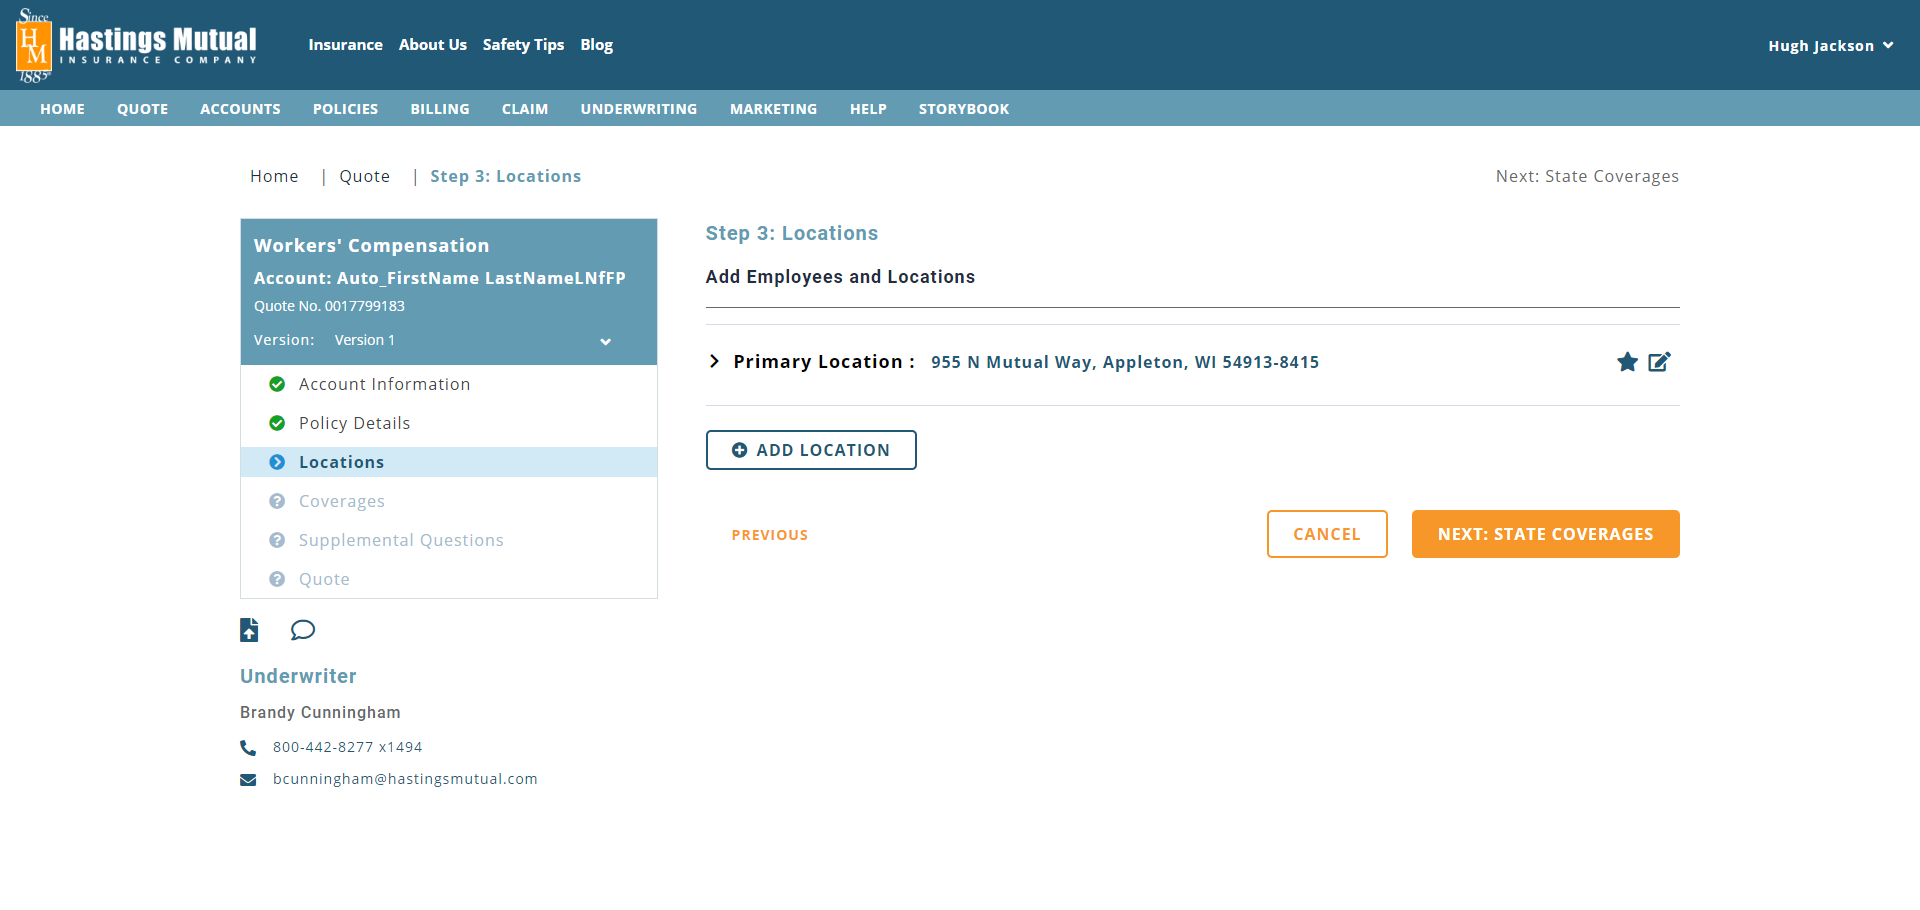 Since
HM
1885
Hastings Mutual
INSURANCE COMPANY
Insurance About Us Safety Tips Blog
Hugh Jackson
HOME QUOTE ACCOUNTS POLICIES BILLING CLAIM UNDERWRITING MARKETING HELP STORYBOOK
Home | Quote | Step 3: Locations
Next: State Coverages
Workers' Compensation
Account: Auto_FirstName LastNameLNfFP
Quote No. 0017799183
Version: Version 1
Account Information
Policy Details
Locations
Coverages
Supplemental Questions
Quote
Underwriter
Brandy Cunningham
800-442-8277 x1494
bcunningham@hastingsmutual.com
Step 3: Locations
Add Employees and Locations
Primary Location : 955 N Mutual Way, Appleton, WI 54913-8415
ADD LOCATION
PREVIOUS
CANCEL
NEXT: STATE COVERAGES